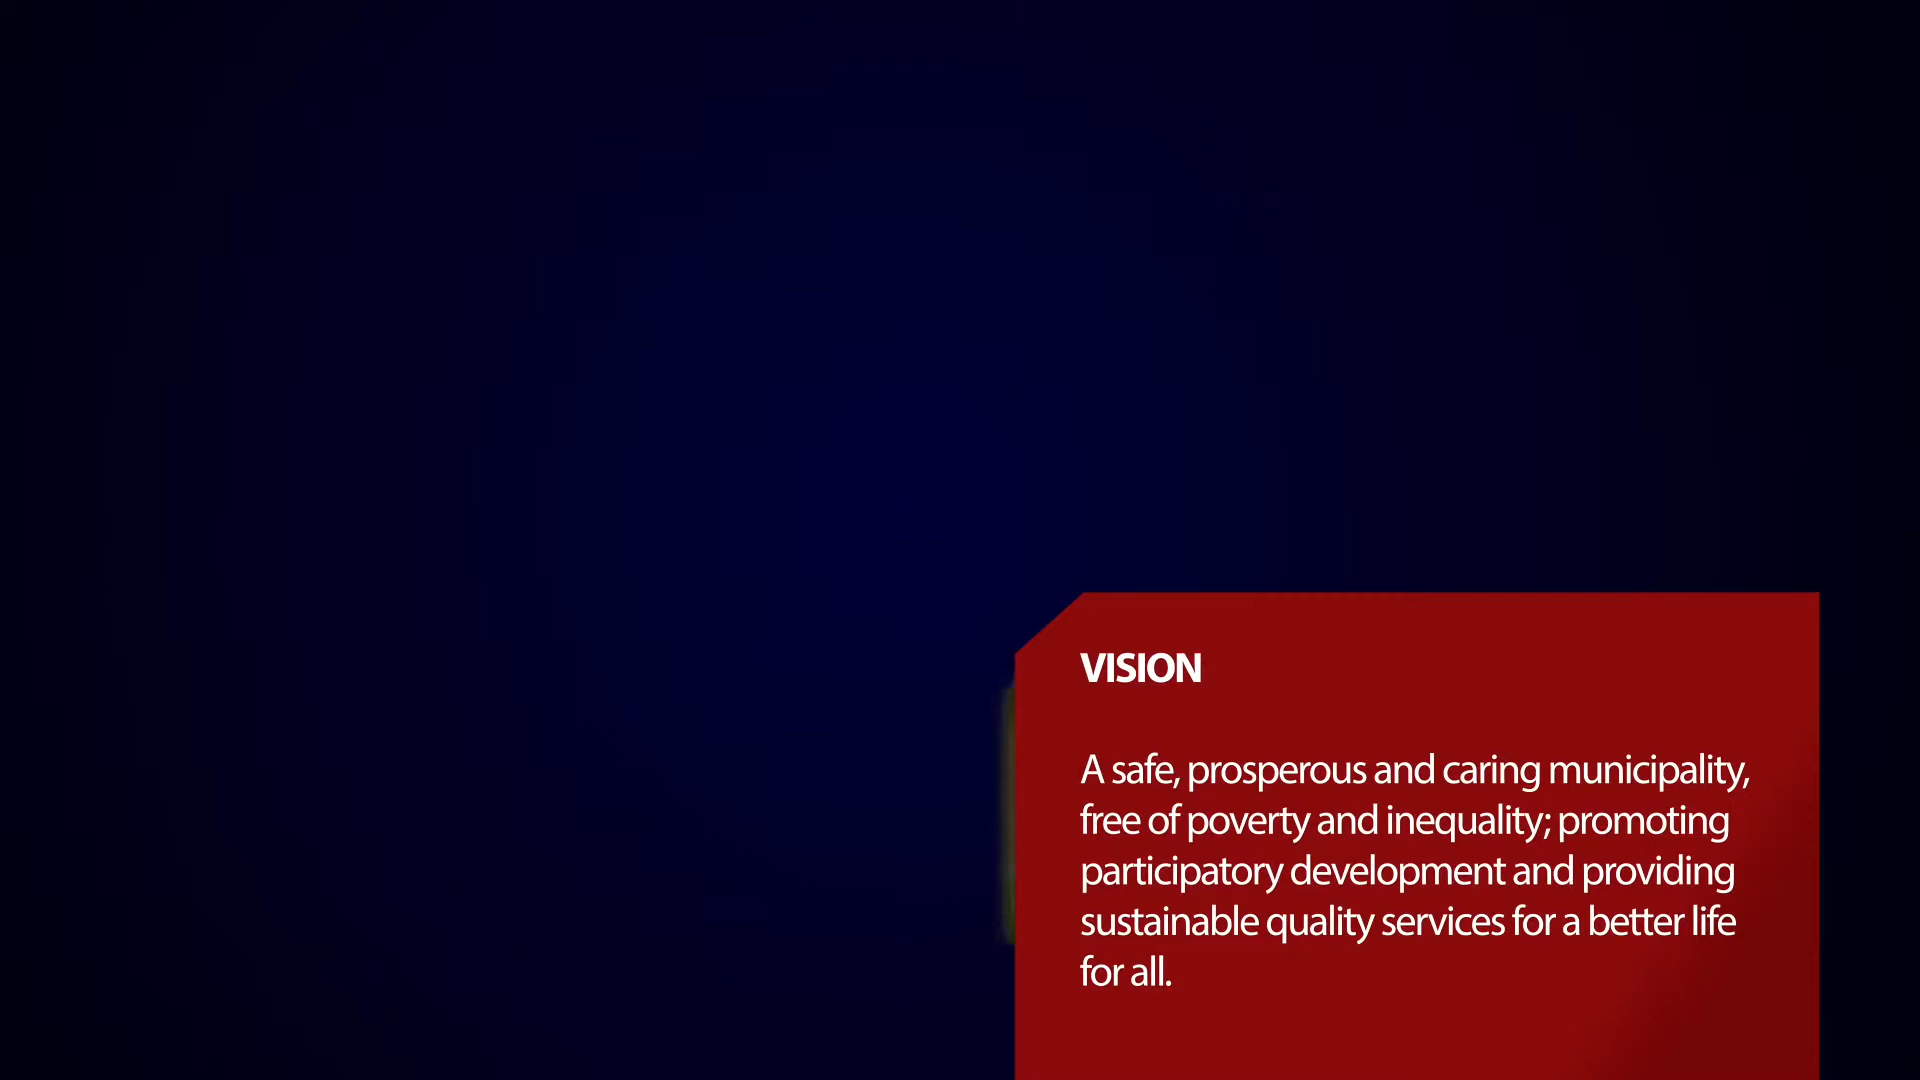 VISION
A safe, prosperous and caring municipality,
free of poverty and inequality; promoting
participatory development and providing
sustainable quality services for a better life
for all.